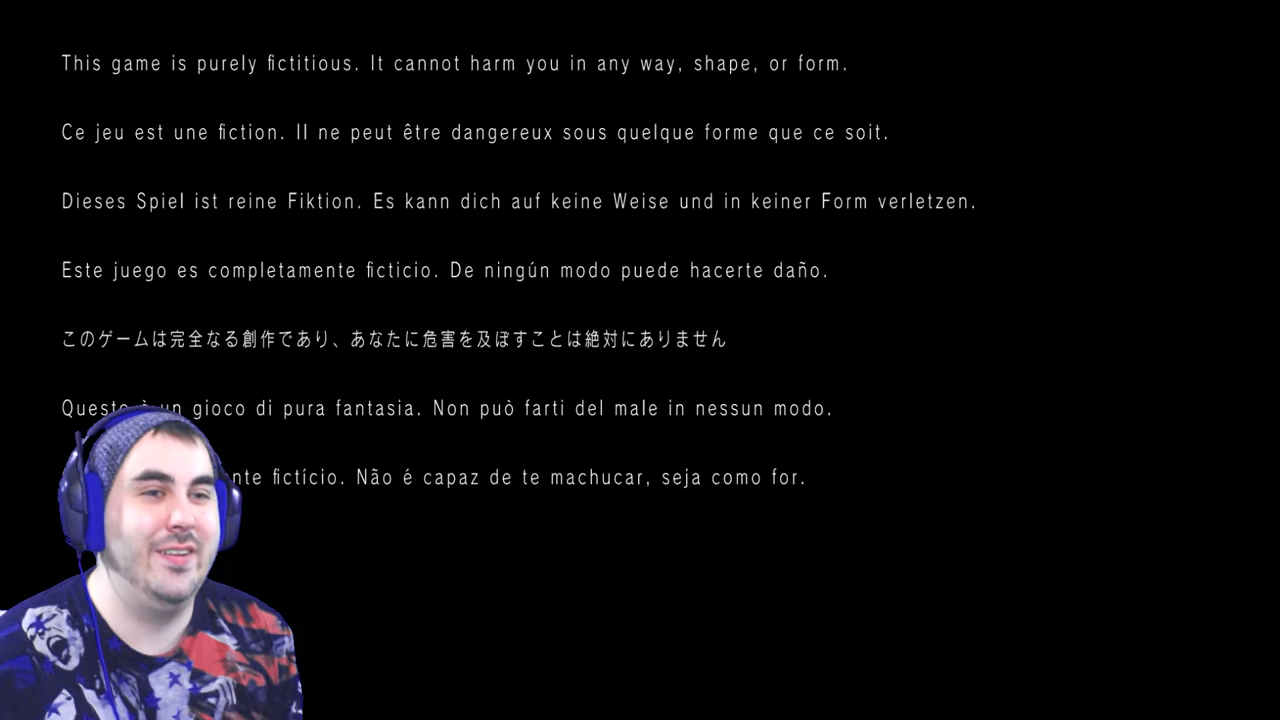 This game is purely fictitious. It cannot harm you in any way, shape, or form.
Ce jeu est une fiction. Il ne peut être dangereux sous quelque forme que ce soit.
Dieses Spiel ist reine Fiktion. Es kann dich auf keine Weise und in keiner Form verletzen.
Este juego es completamente ficticio. De ningún modo puede hacerte daño.
このゲームは完全なる創作であり、あなたに危害を及ぼすことは絶対にありません
Questo è un gioco di pura fantasia. Non può farti del male in nessun modo.
nte fictício. Não é capaz de te machucar, seja como for.